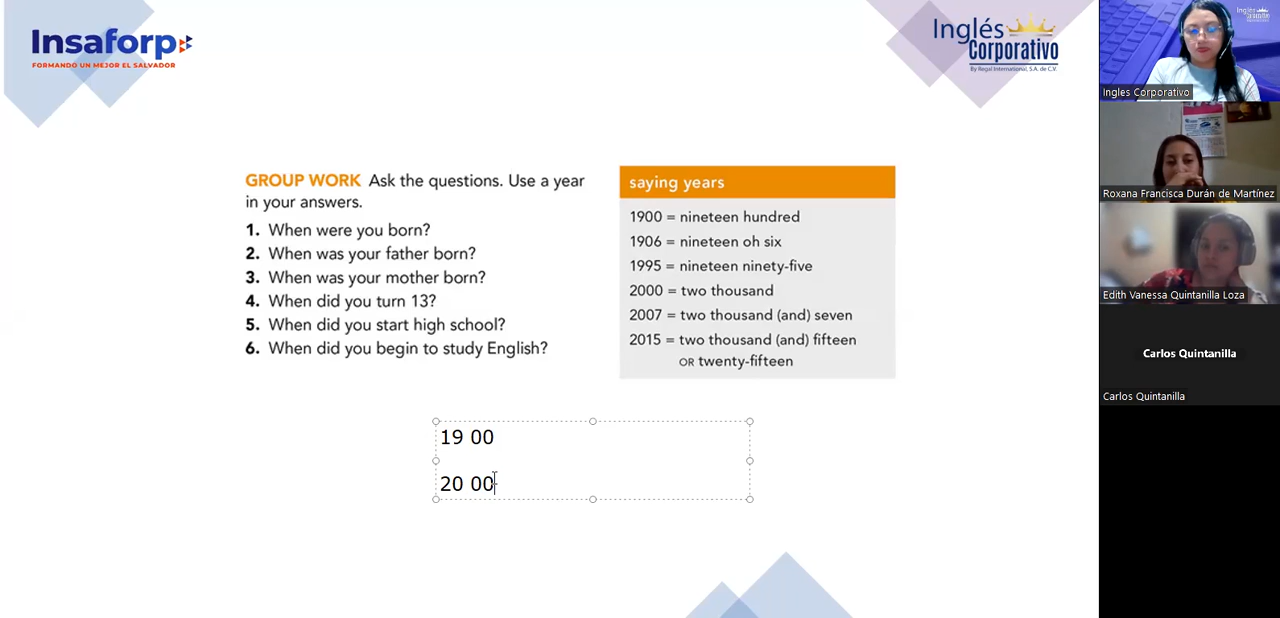 Insaforp
FORMANDO UN MEJOR EL SALVADOR
Inglés
Corporativo
By Regal International, S.A. de C.V.
GROUP WORK Ask the questions. Use a year
in your answers.
1. When were you born?
2. When was your father born?
3. When was your mother born?
4. When did you turn 13?
5. When did you start high school?
6. When did you begin to study English?
saying years
1900 = nineteen hundred
1906 = nineteen oh six
1995 = nineteen ninety-five
2000 = two thousand
2007 = two thousand (and) seven
2015 = two thousand (and) fifteen
OR twenty-fifteen
19 00
20 00
Inglés
Ingles Corporativo
Roxana Francisca Durán de Martínez
Edith Vanessa Quintanilla Loza
Carlos Quintanilla
Carlos Quintanilla